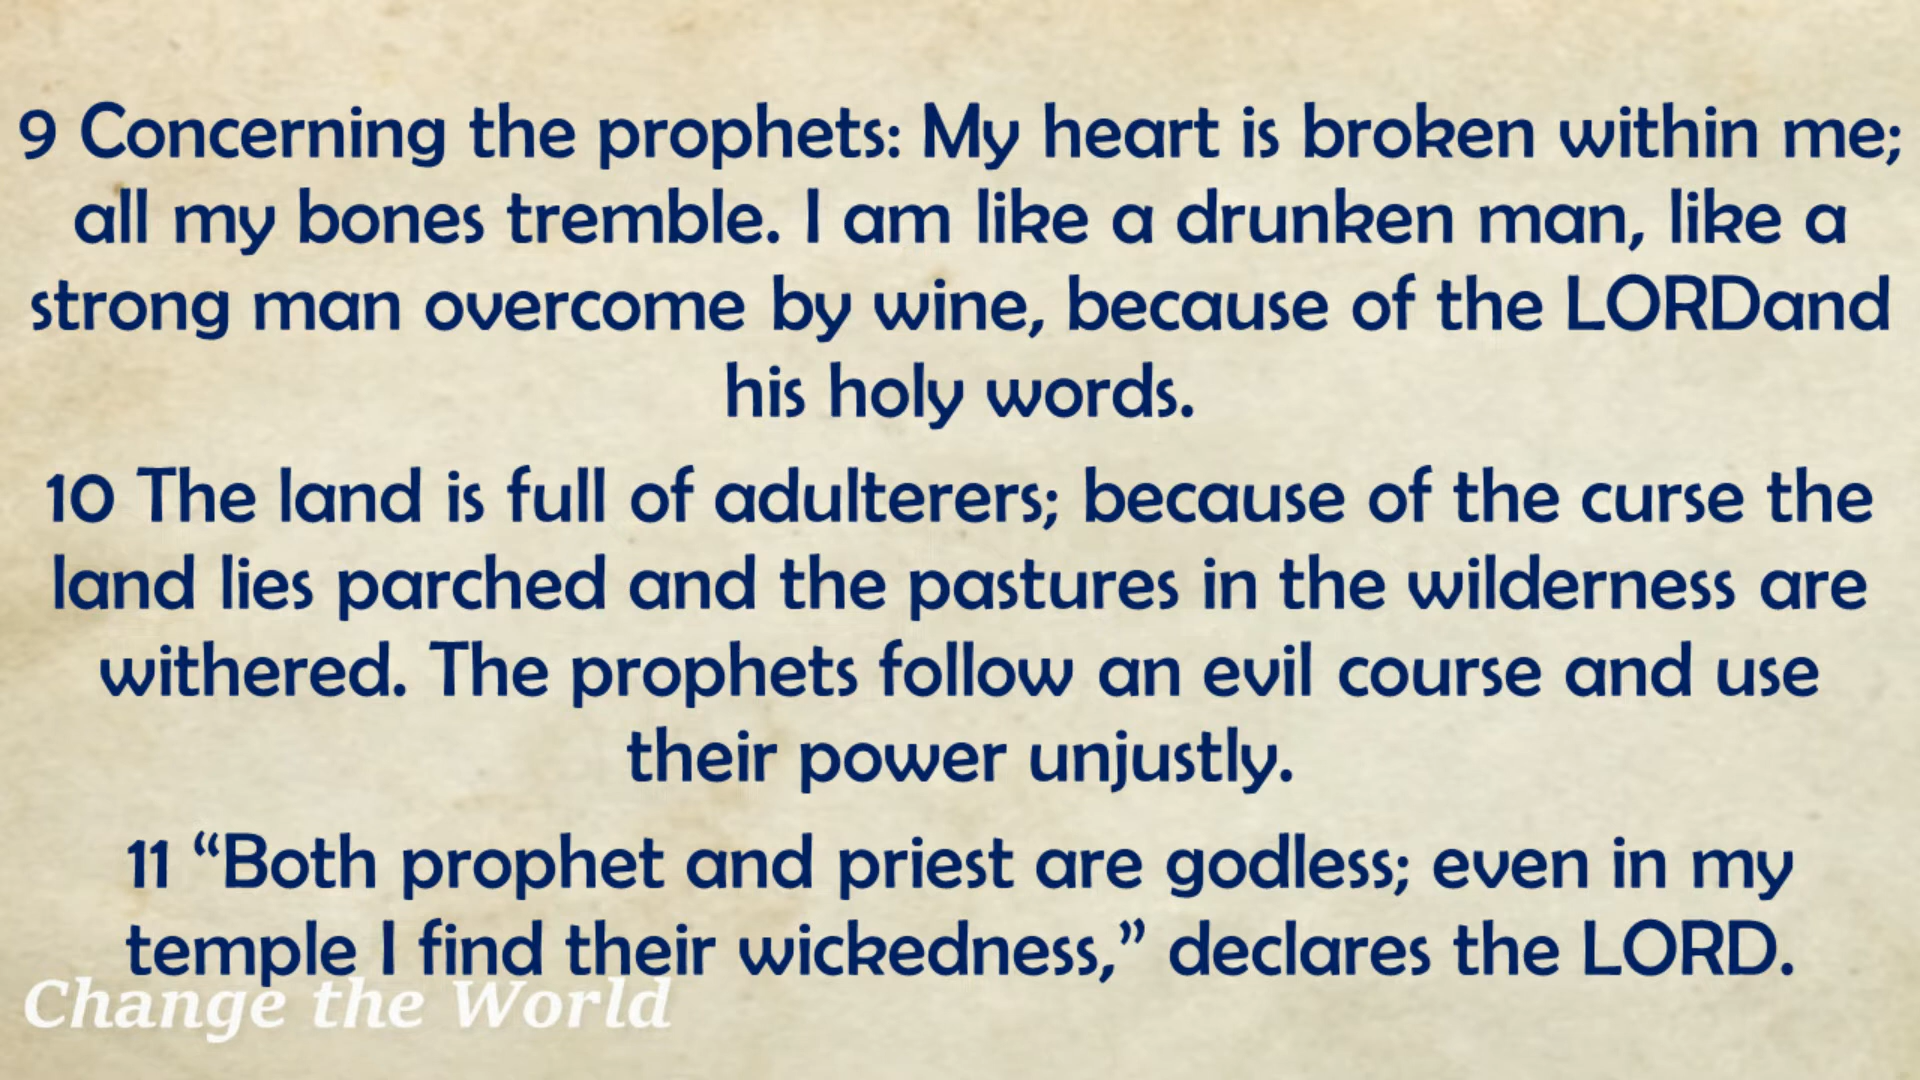 9 Concerning the prophets: My heart is broken within me;
all my bones tremble. I am like a drunken man, like a
strong man overcome by wine, because of the LORDand
his holy words.
10 The land is full of adulterers; because of the curse the
land lies parched and the pastures in the wilderness are
withered. The prophets follow an evil course and use
their power unjustly.
11 “Both prophet and priest are godless; even in my
temple I find their wickedness,” declares the LORD.
Change the World